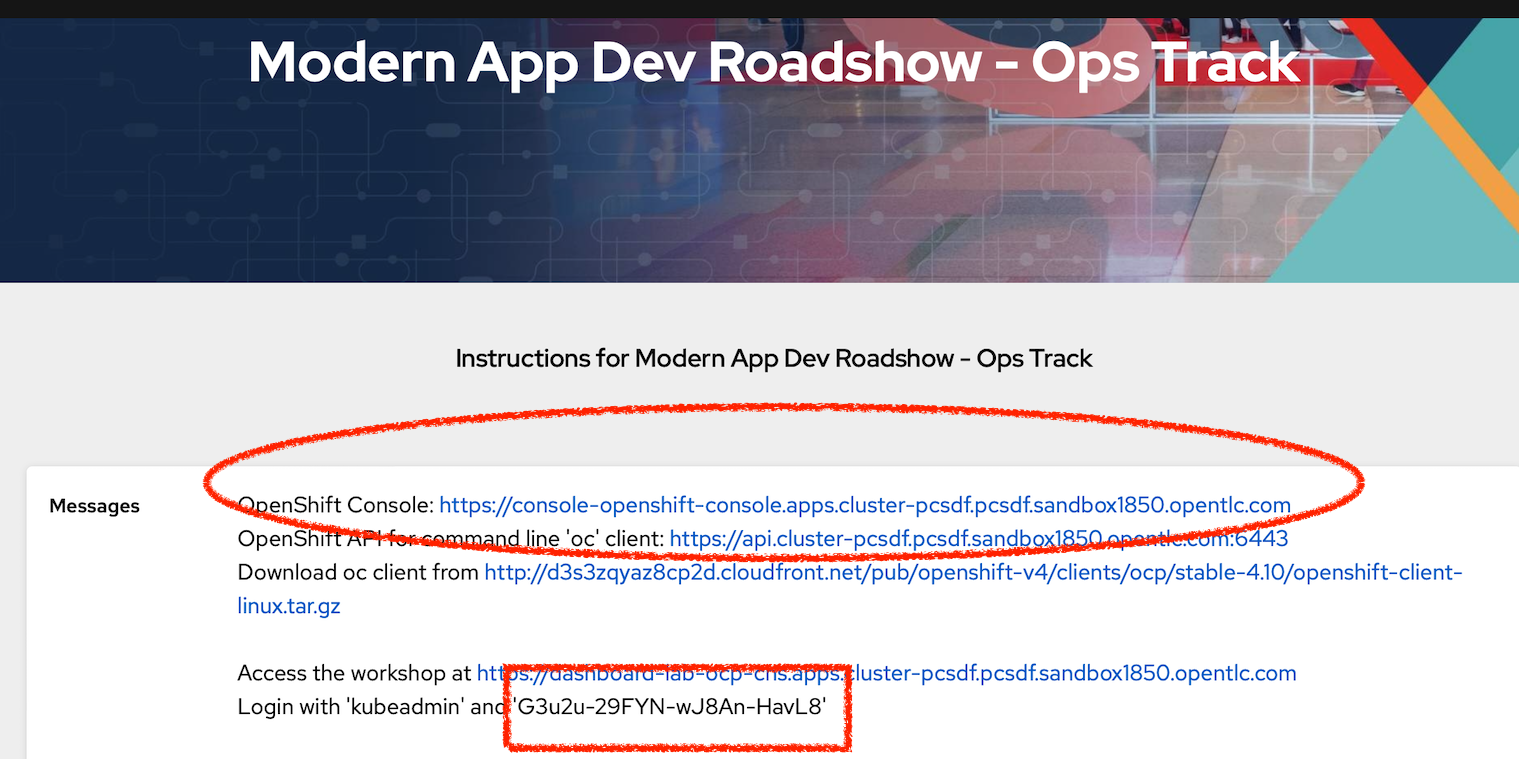 Modern App Dev Roadshow - Ops Track
Instructions for Modern App Dev Roadshow - Ops Track
Messages
OpenShift Console: https://console-openshift-console.apps.cluster-pcsdf.pcsdf.sandbox1850.opentlc.com
OpenShift API for command line 'oc' client: https://api.cluster-pcsdf.pcsdf.sandbox1850.opentlc.com:6443
Download oc client from http://d3s3zqyaz8cp2d.cloudfront.net/pub/openshift-v4/clients/ocp/stable-4.10/openshift-client-
linux.tar.gz
Access the workshop at https://dashboard-lab-ocp-cns.apps.cluster-pcsdf.pcsdf.sandbox1850.opentlc.com
Login with 'kubeadmin' and 'G3u2u-29FYN-wJ8An-HavL8'